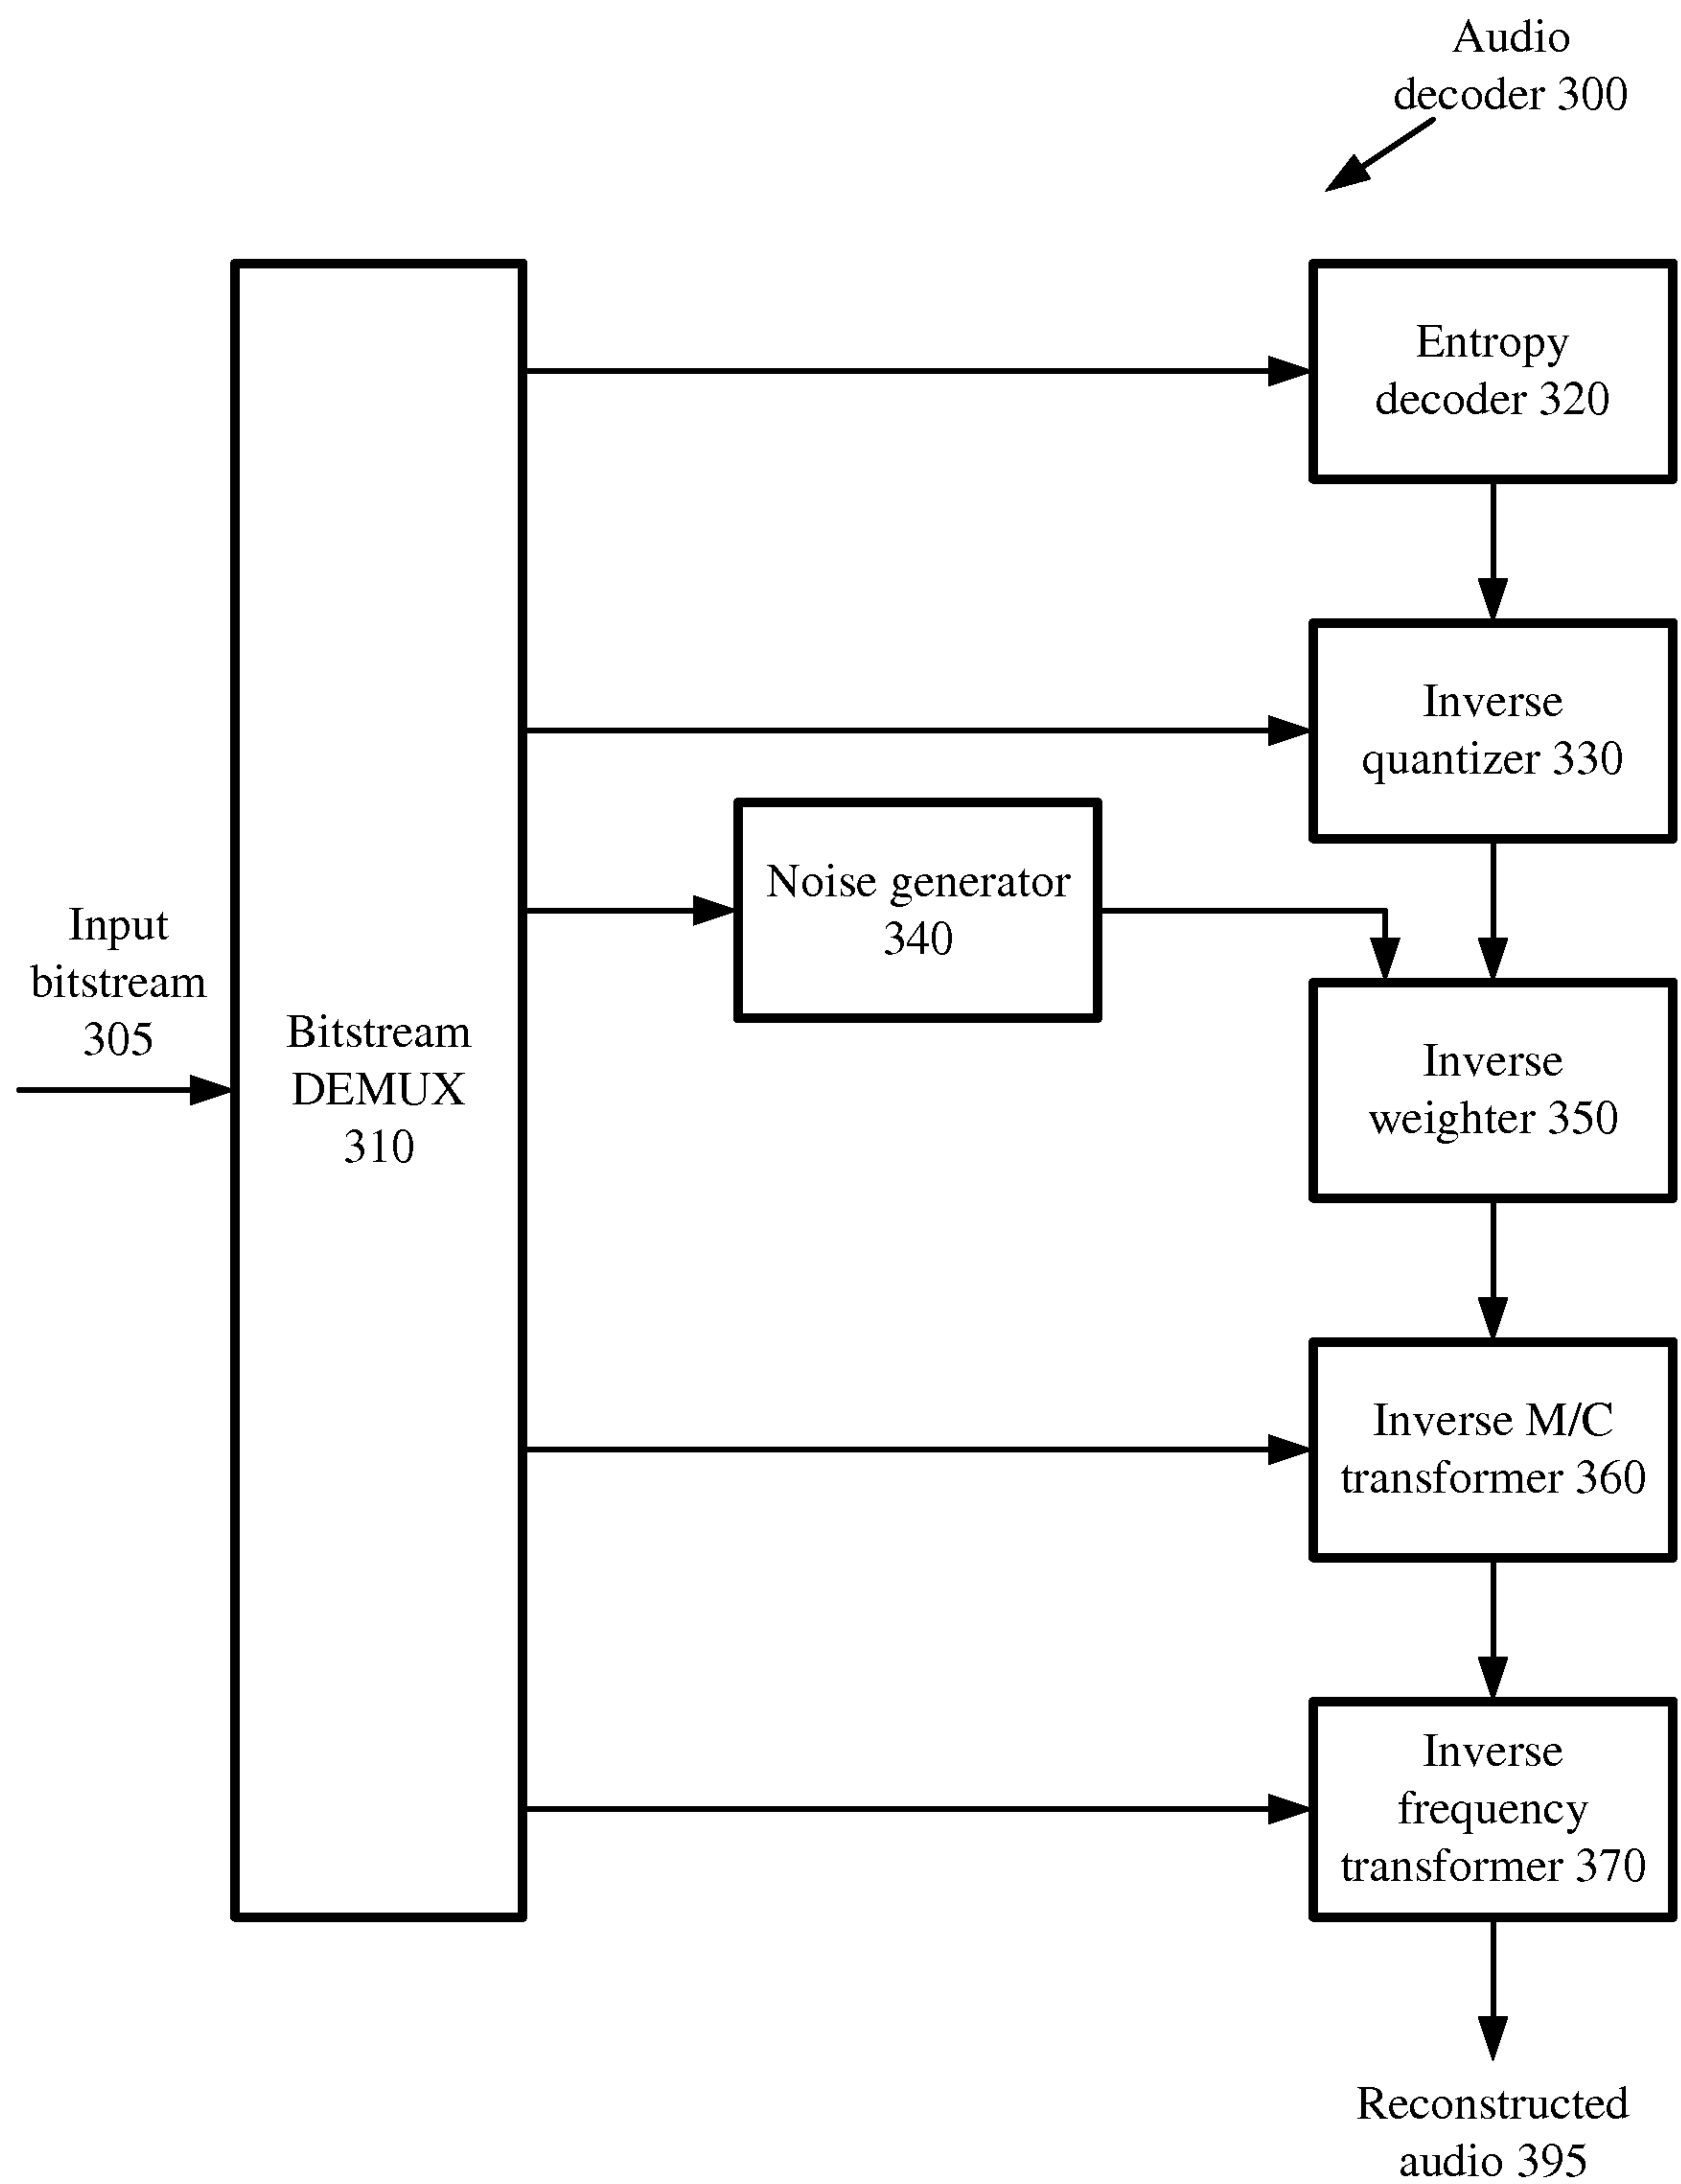 Audio
decoder 300
Entropy
decoder 320
Inverse
quantizer 330
Noise generator
340
Input
bitstream
305
Bitstream
DEMUX
310
Inverse
weighter 350
Inverse M/C
transformer 360
Inverse
frequency
transformer 370
Reconstructed
audio 395